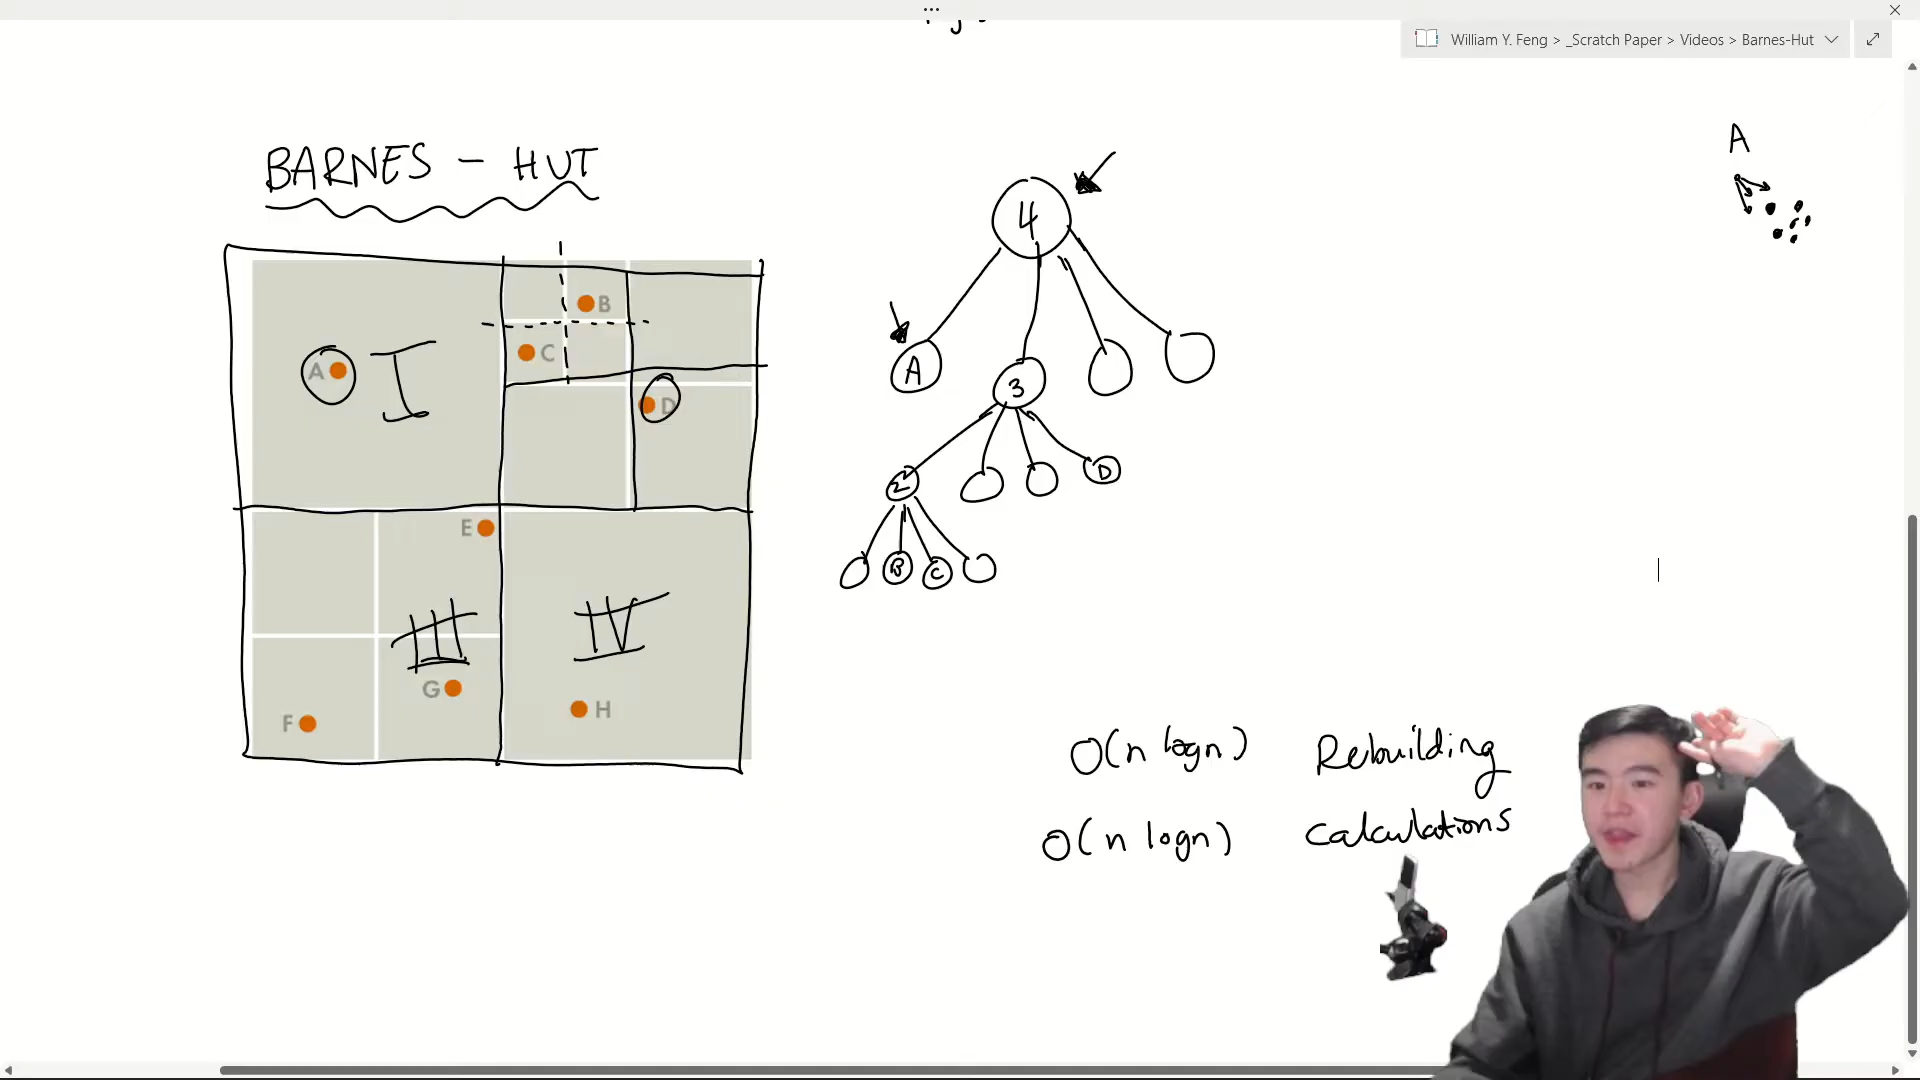 William Y. Feng > _Scratch Paper > Videos > Barnes-Hut
BARNES - HUT
A
4
B
C
A
I
D
A
3
2
D
E
B
C
III
IV
G
H
F
O(n logn) Rebuilding
O(n logn) Calculations